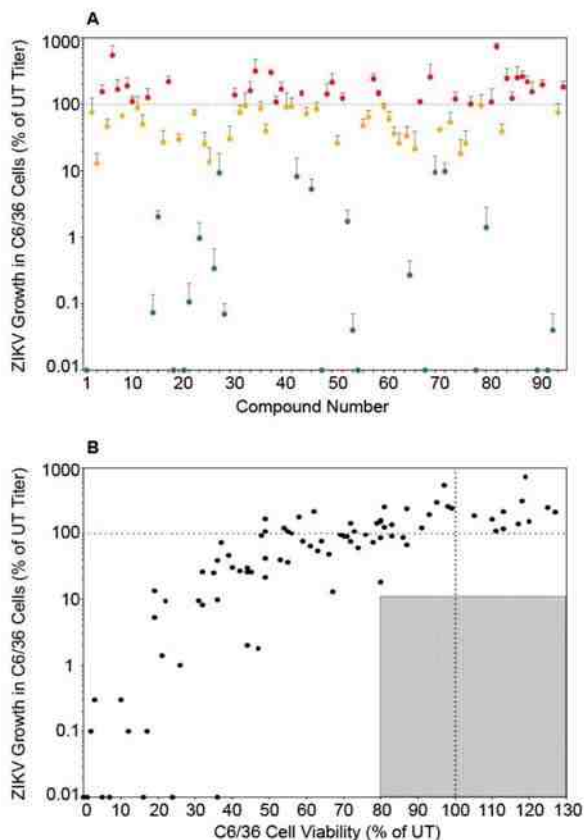 A
1000
100
10
1
0.1
0.01
ZIKV Growth in C6/36 Cells (% of UT Titer)
1 10 20 30 40 50 60 70 80 90
Compound Number
B
1000
100
10
1
0.1
0.01
ZIKV Growth in C6/36 Cells (% of UT Titer)
0 10 20 30 40 50 60 70 80 90 100 110 120 130
C6/36 Cell Viability (% of UT)